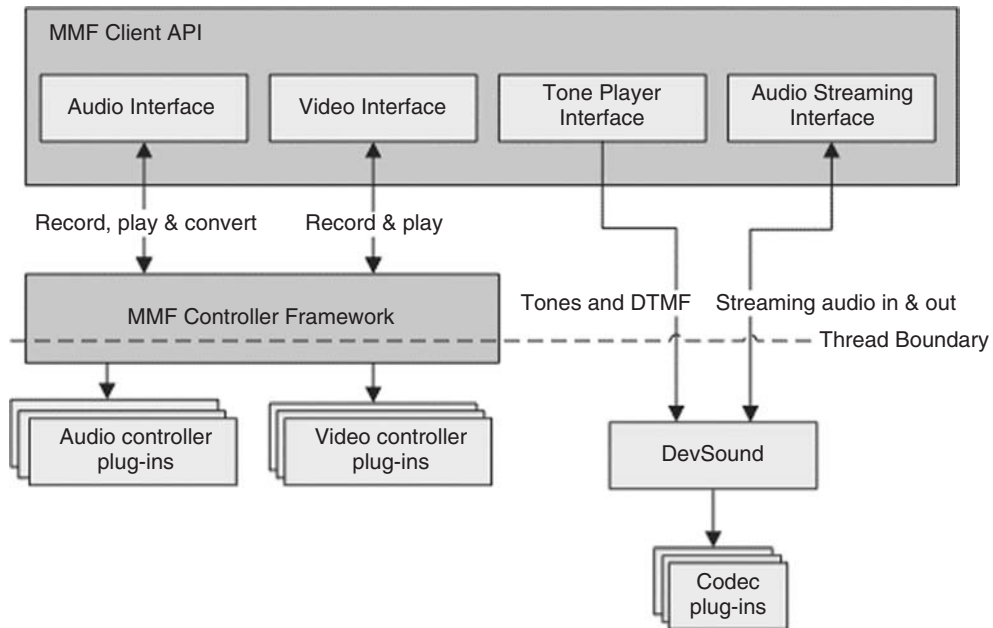 MMF Client API
Audio Interface
Video Interface
Tone Player
Interface
Audio Streaming
Interface
Record, play & convert
Record & play
MMF Controller Framework
Tones and DTMF
Streaming audio in & out
Thread Boundary
Audio controller
plug-ins
Video controller
plug-ins
DevSound
Codec
plug-ins